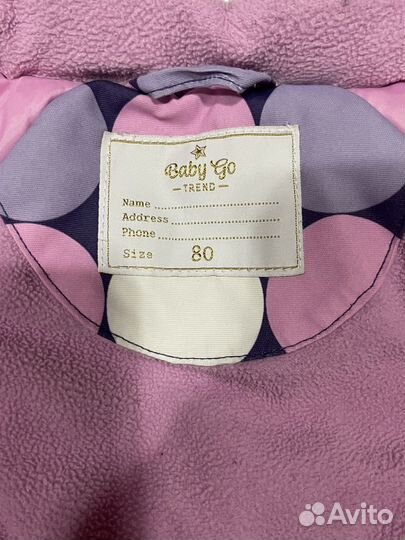 Baby Go
— TREND —
Name
Address
Phone
Size 80
Avito